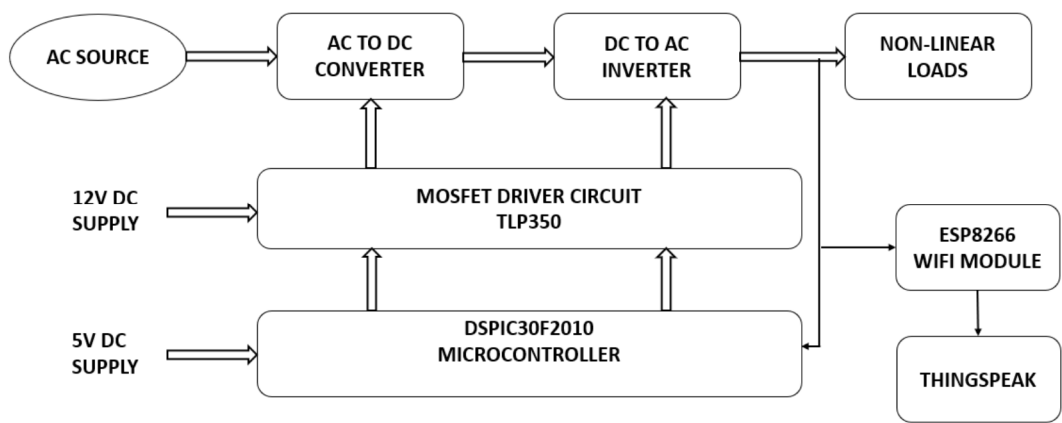 AC SOURCE
AC TO DC
CONVERTER
DC TO AC
INVERTER
NON-LINEAR
LOADS
12V DC
SUPPLY
MOSFET DRIVER CIRCUIT
TLP350
ESP8266
WIFI MODULE
5V DC
SUPPLY
DSPIC30F2010
MICROCONTROLLER
THINGSPEAK